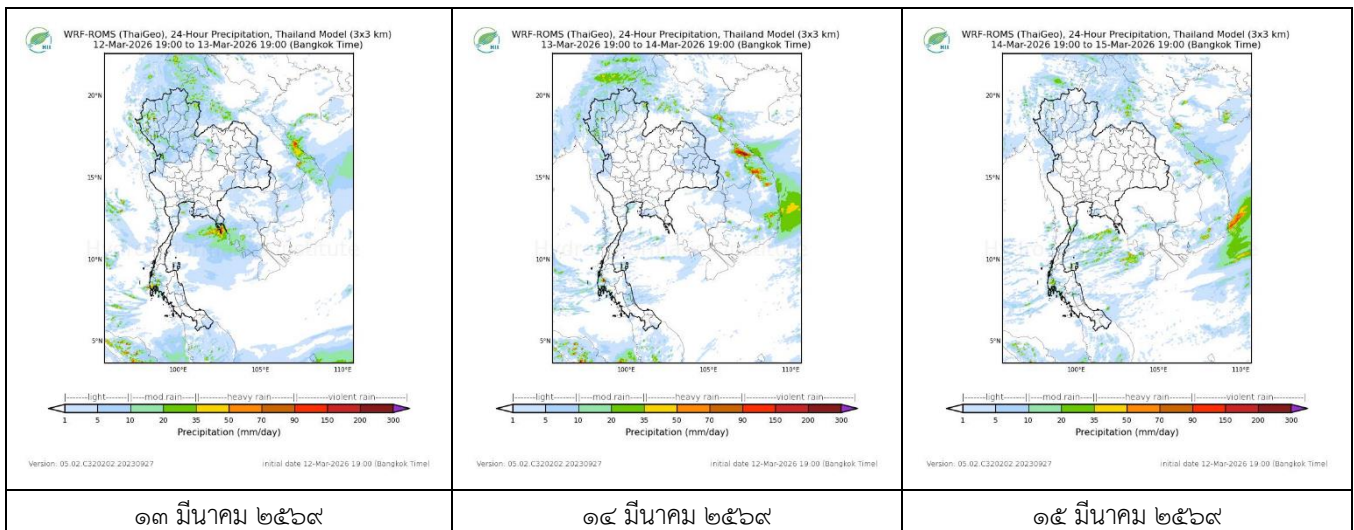 WRF-ROMS (ThaiGeo), 24-Hour Precipitation, Thailand Model (3x3 km)
12-Mar-2026 19:00 to 13-Mar-2026 19:00 (Bangkok Time)
20°N
15°N
10°N
5°N
100°E 105°E 110°E
light mod rain heavy rain violent rain
1 5 10 20 35 50 70 90 150 200 300
Precipitation (mm/day)
Version: 05.02.C320202.20230927 initial date 12-Mar-2026 19:00 (Bangkok Time)
๑๓ มีนาคม ๒๕๖๙
WRF-ROMS (ThaiGeo), 24-Hour Precipitation, Thailand Model (3x3 km)
13-Mar-2026 19:00 to 14-Mar-2026 19:00 (Bangkok Time)
20°N
15°N
10°N
5°N
100°E 105°E 110°E
light mod rain heavy rain violent rain
1 5 10 20 35 50 70 90 150 200 300
Precipitation (mm/day)
Version: 05.02.C320202.20230927 initial date 12-Mar-2026 19:00 (Bangkok Time)
๑๔ มีนาคม ๒๕๖๙
WRF-ROMS (ThaiGeo), 24-Hour Precipitation, Thailand Model (3x3 km)
14-Mar-2026 19:00 to 15-Mar-2026 19:00 (Bangkok Time)
20°N
15°N
10°N
5°N
100°E 105°E 110°E
light mod rain heavy rain violent rain
1 5 10 20 35 50 70 90 150 200 300
Precipitation (mm/day)
Version: 05.02.C320202.20230927 initial date 12-Mar-2026 19:00 (Bangkok Time)
๑๕ มีนาคม ๒๕๖๙